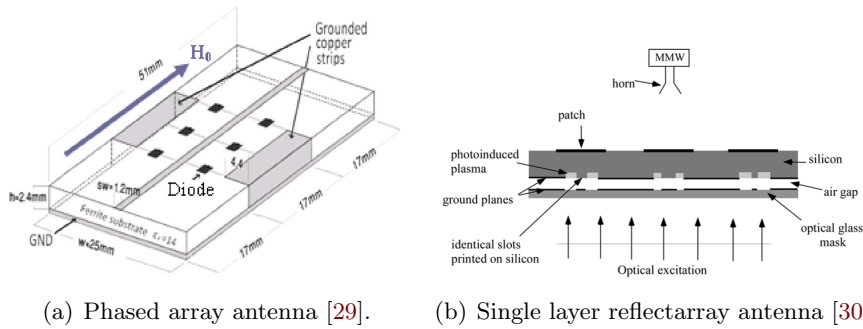 Grounded
copper
strips
H₀
51mm
4,4
17mm
sw=1.2mm
Diode
17mm
h=2.4mm
Ferrite substrate εᵣ=14
GND
w=25mm
17mm
(a) Phased array antenna [29].
MMW
horn
patch
photoinduced
plasma
silicon
ground planes
air gap
identical slots
printed on silicon
optical glass
mask
Optical excitation
(b) Single layer reflectarray antenna [30